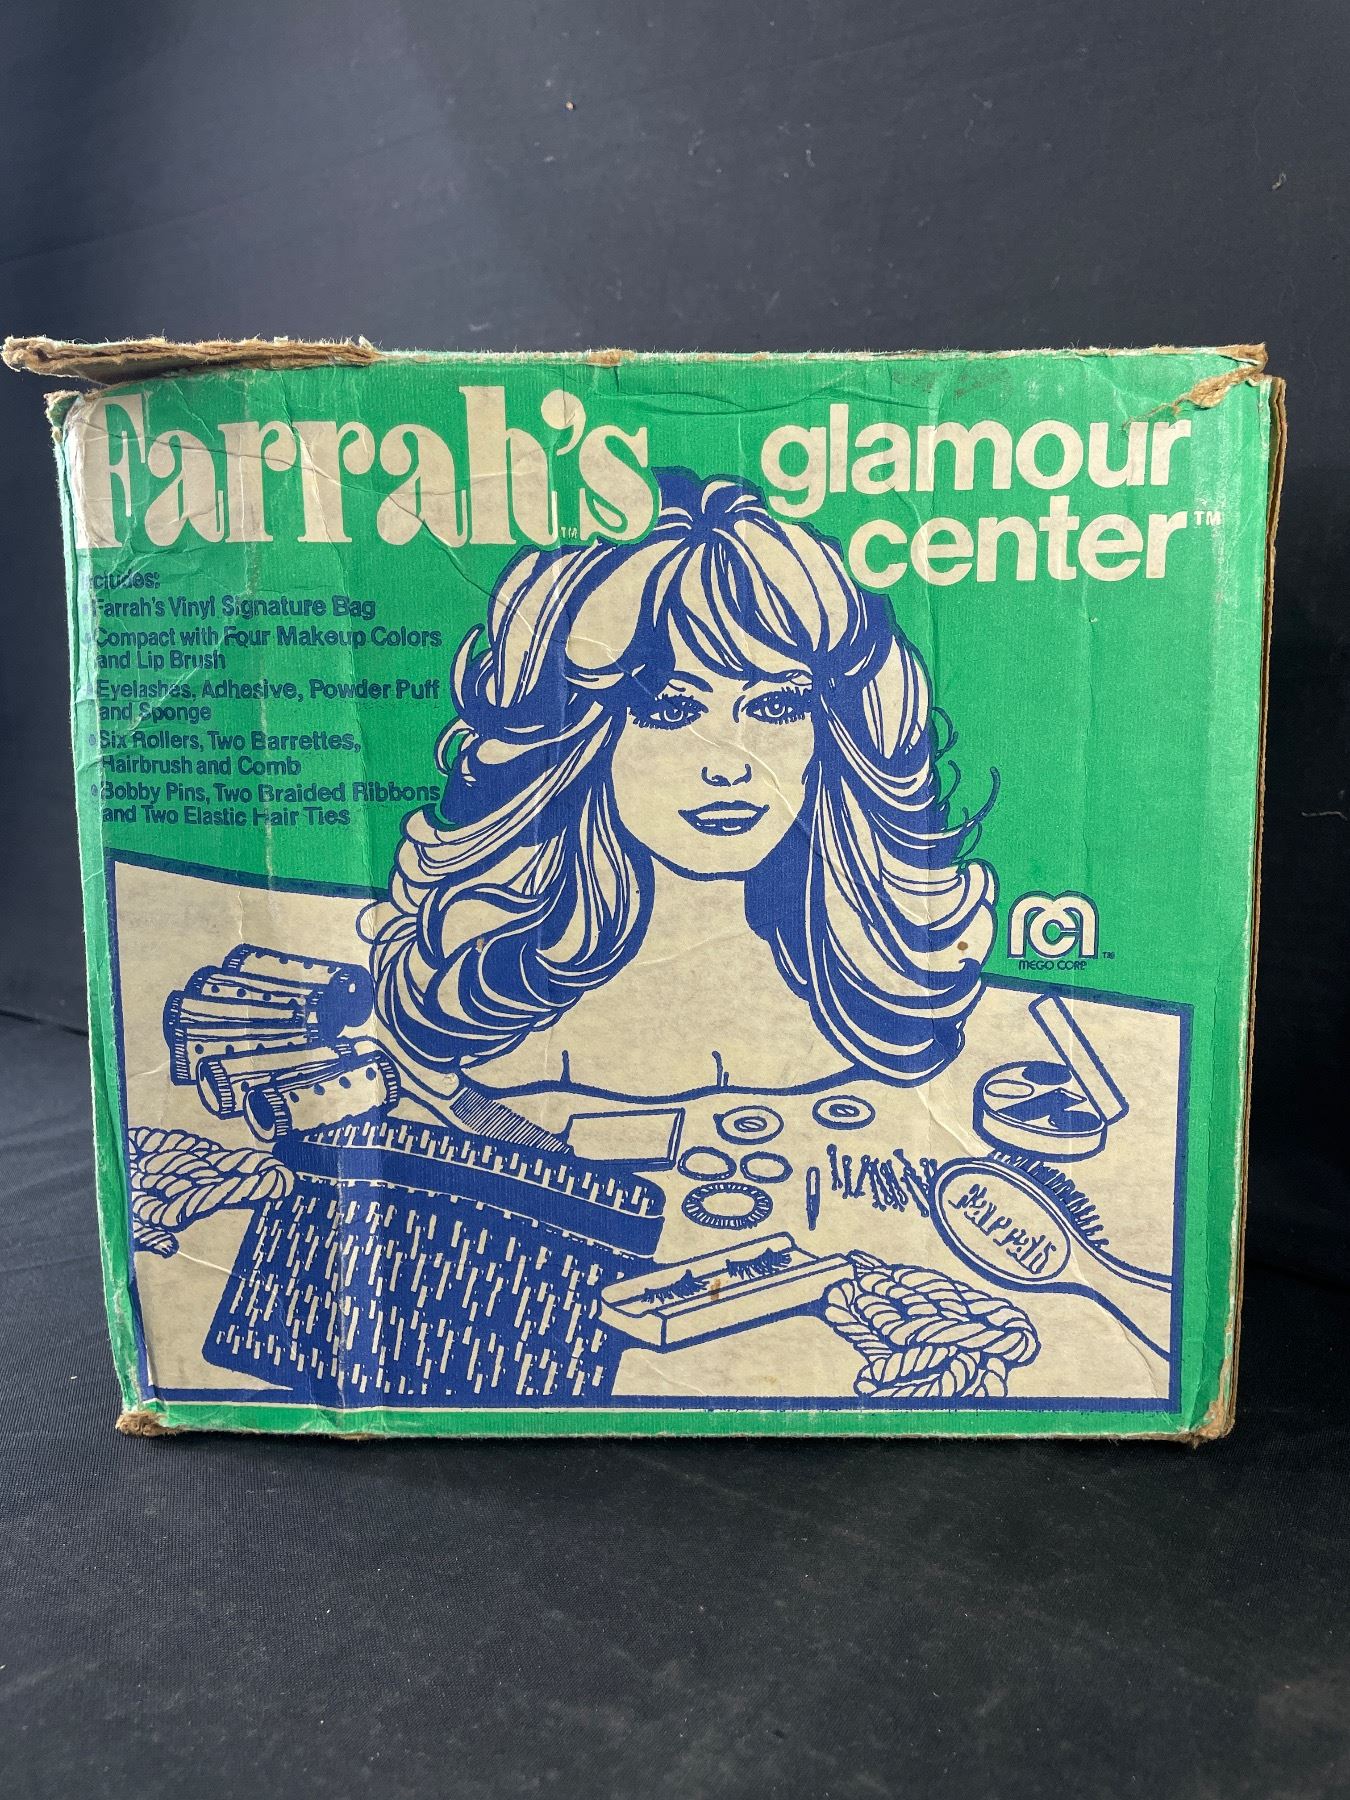 Farrah's™
glamour
center™
Includes:
• Farrah's Vinyl Signature Bag
• Compact with Four Makeup Colors
and Lip Brush
• Eyelashes, Adhesive, Powder Puff
and Sponge
• Six Rollers, Two Barrettes,
Hairbrush and Comb
• Bobby Pins, Two Braided Ribbons
and Two Elastic Hair Ties
MEGO CORP ™
Farrah